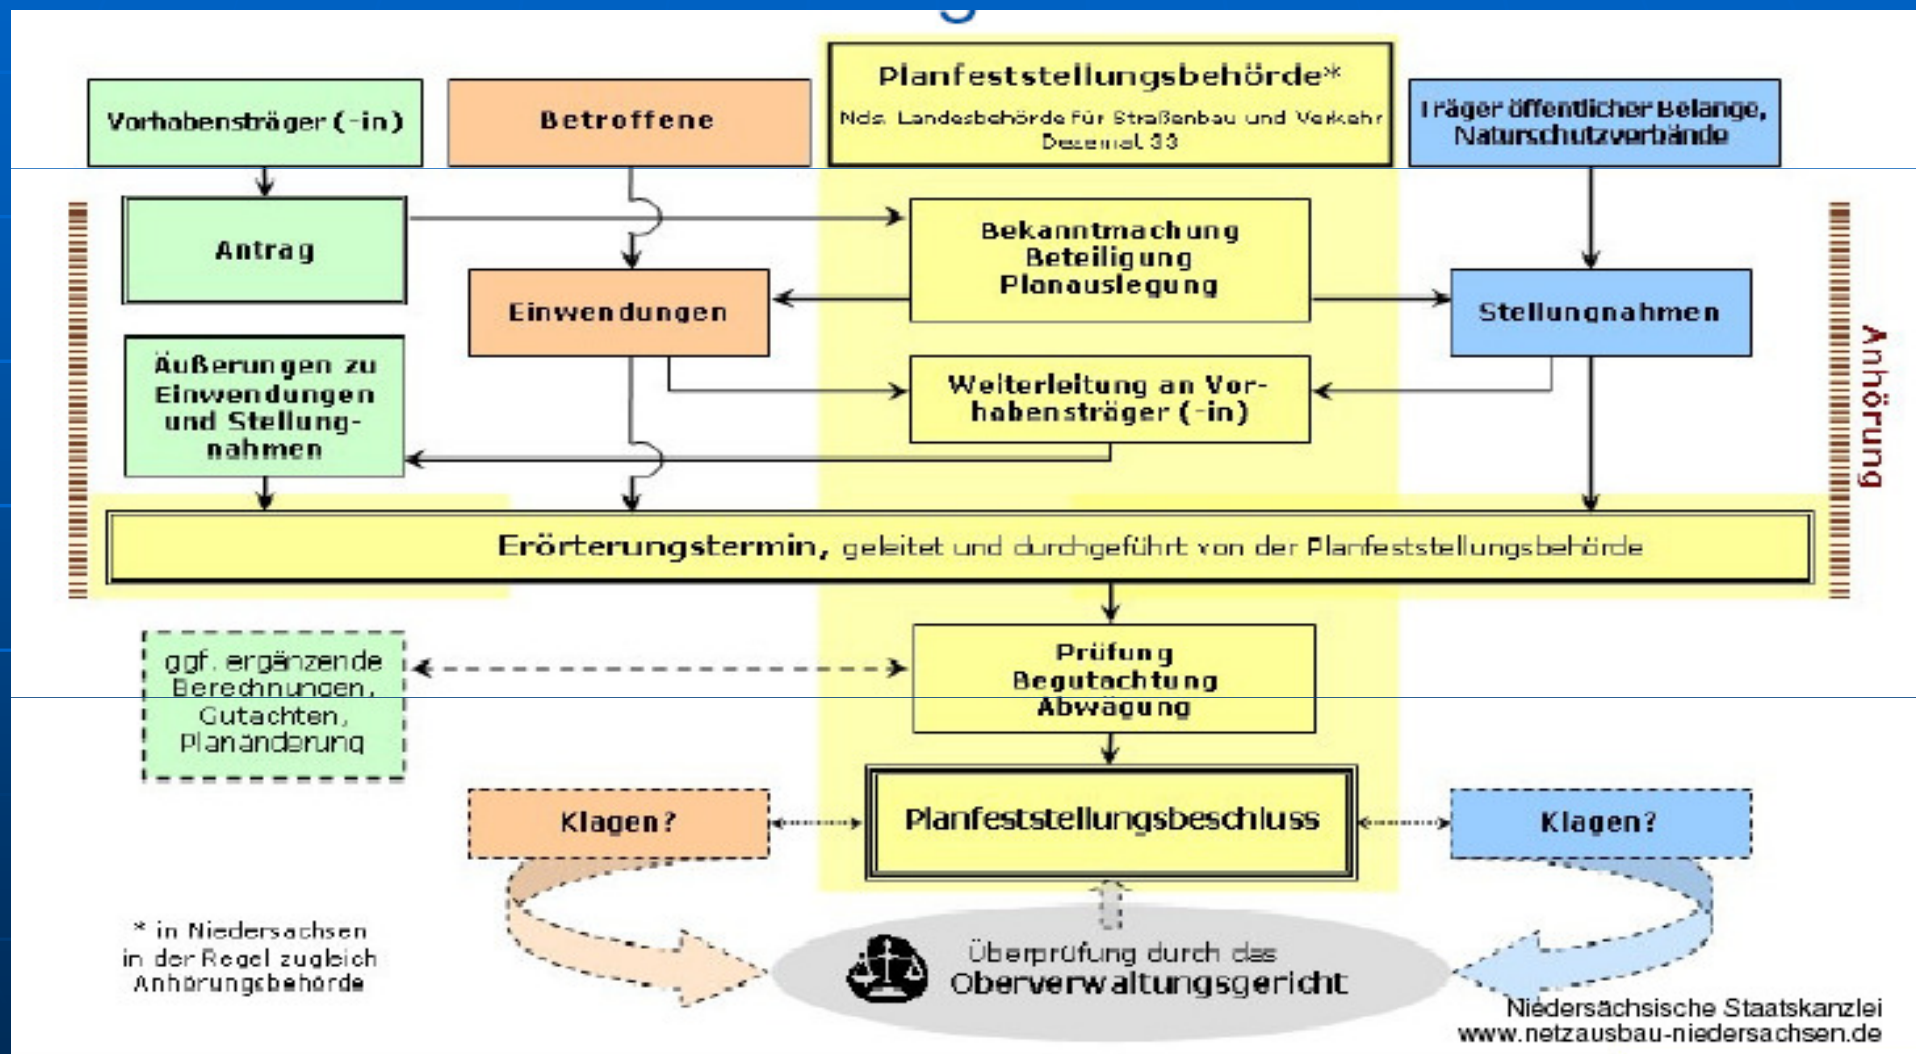 Vorhabensträger (-in)
Betroffene
Planfeststellungsbehörde*
Nds. Landesbehörde für Straßenbau und Verkehr
Dezernat 33
Träger öffentlicher Belange,
Naturschutzverbände
Antrag
Bekanntmachung
Beteiligung
Planauslegung
Einwendungen
Stellungnahmen
Äußerungen zu
Einwendungen
und Stellung-
nahmen
Weiterleitung an Vor-
habensträger (-in)
Anhörung
Erörterungstermin, geleitet und durchgeführt von der Planfeststellungsbehörde
ggf. ergänzende
Berechnungen,
Gutachten,
Planänderung
Prüfung
Begutachtung
Abwägung
Klagen?
Planfeststellungsbeschluss
Klagen?
* in Niedersachsen
in der Regel zugleich
Anhörungsbehörde
Überprüfung durch das
Oberverwaltungsgericht
Niedersächsische Staatskanzlei
www.netzausbau-niedersachsen.de